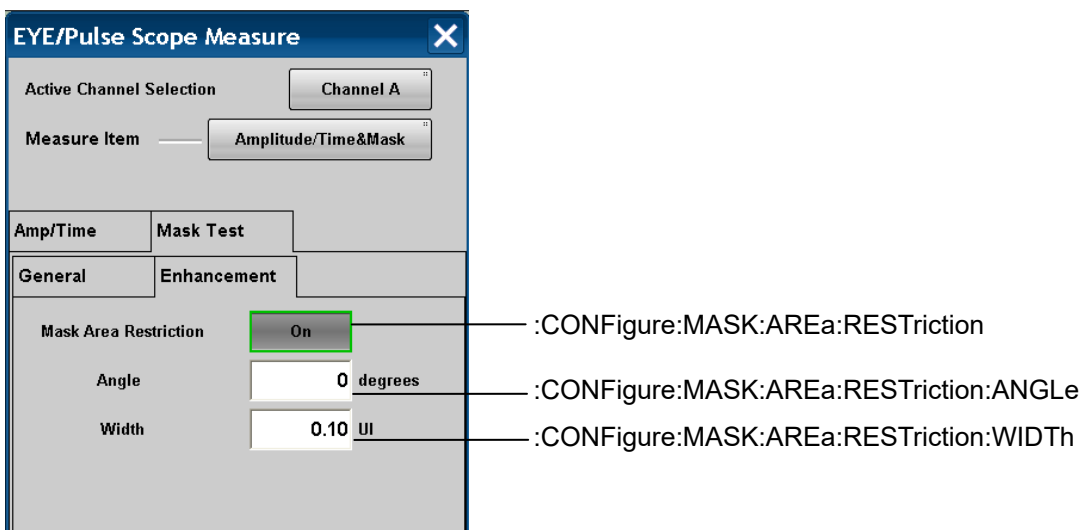 EYE/Pulse Scope Measure
Active Channel Selection Channel A
Measure Item Amplitude/Time&Mask
Amp/Time Mask Test
General Enhancement
Mask Area Restriction On :CONFigure:MASK:AREa:RESTriction
Angle 0 degrees :CONFigure:MASK:AREa:RESTriction:ANGLe
Width 0.10 UI :CONFigure:MASK:AREa:RESTriction:WIDTh